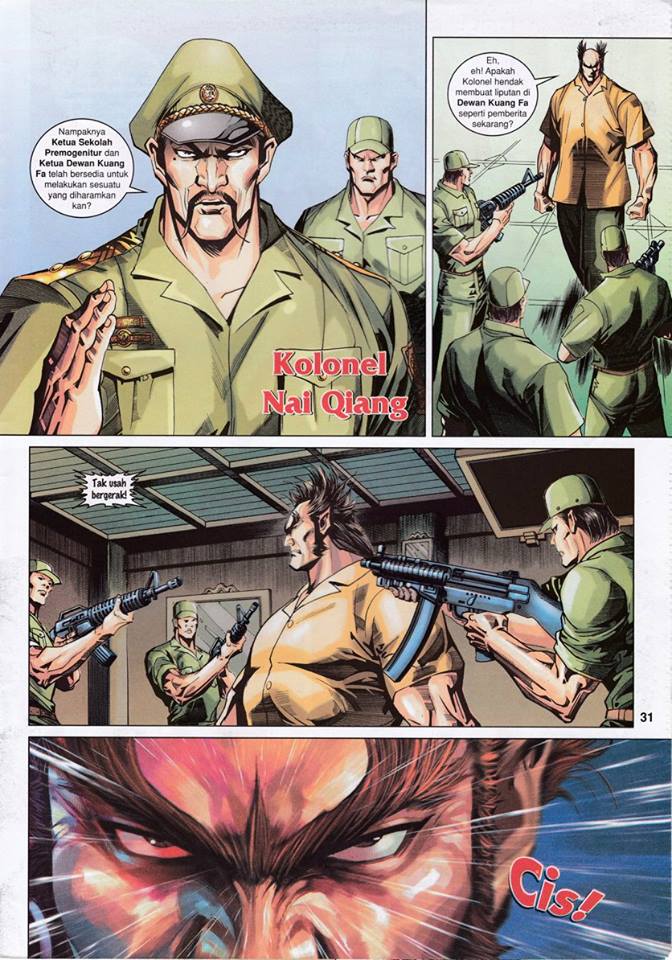 Nampaknya
Ketua Sekolah
Premogenitur dan
Ketua Dewan Kuang
Fa telah bersedia untuk
melakukan sesuatu
yang diharamkan
kan?
Kolonel
Nai Qiang
Eh,
eh! Apakah
Kolonel hendak
membuat liputan di
Dewan Kuang Fa
seperti pemberita
sekarang?
Tak usah
bergerak!
31
Cis!